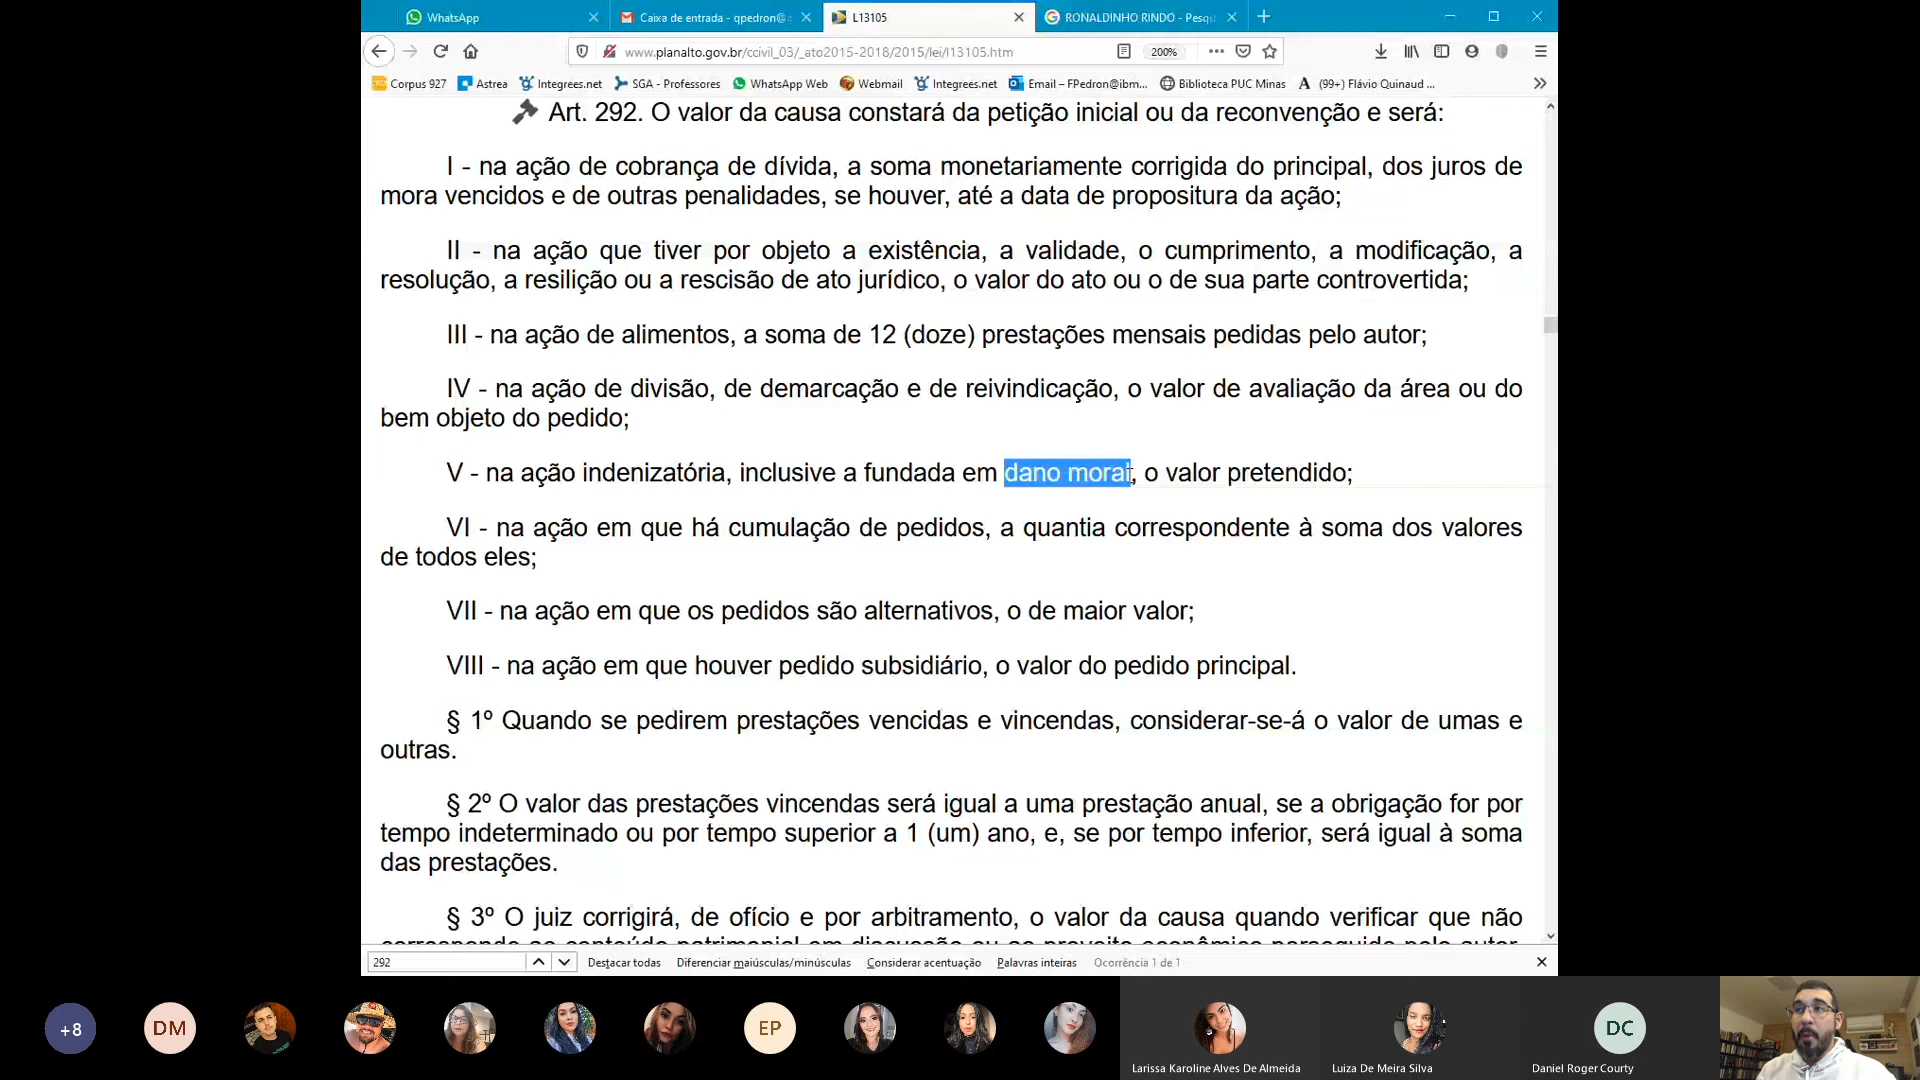 WhatsApp
Caixa de entrada - qpedron@
L13105
RONALDINHO RINDO - Pesqu
www.planalto.gov.br/ccivil_03/_ato2015-2018/2015/lei/l13105.htm
200%
Corpus 927
Astrea
Integrees.net
SGA - Professores
WhatsApp Web
Webmail
Integrees.net
Email – FPedron@ibm...
Biblioteca PUC Minas
(99+) Flávio Quinaud ...
Art. 292. O valor da causa constará da petição inicial ou da reconvenção e será:
I - na ação de cobrança de dívida, a soma monetariamente corrigida do principal, dos juros de
mora vencidos e de outras penalidades, se houver, até a data de propositura da ação;
II - na ação que tiver por objeto a existência, a validade, o cumprimento, a modificação, a
resolução, a resilição ou a rescisão de ato jurídico, o valor do ato ou o de sua parte controvertida;
III - na ação de alimentos, a soma de 12 (doze) prestações mensais pedidas pelo autor;
IV - na ação de divisão, de demarcação e de reivindicação, o valor de avaliação da área ou do
bem objeto do pedido;
V - na ação indenizatória, inclusive a fundada em dano moral, o valor pretendido;
VI - na ação em que há cumulação de pedidos, a quantia correspondente à soma dos valores
de todos eles;
VII - na ação em que os pedidos são alternativos, o de maior valor;
VIII - na ação em que houver pedido subsidiário, o valor do pedido principal.
§ 1º Quando se pedirem prestações vencidas e vincendas, considerar-se-á o valor de umas e
outras.
§ 2º O valor das prestações vincendas será igual a uma prestação anual, se a obrigação for por
tempo indeterminado ou por tempo superior a 1 (um) ano, e, se por tempo inferior, será igual à soma
das prestações.
§ 3º O juiz corrigirá, de ofício e por arbitramento, o valor da causa quando verificar que não
corresponde ao conteúdo patrimonial em discussão ou ao proveito econômico perseguido pelo autor,
292
Destacar todas
Diferenciar maiúsculas/minúsculas
Considerar acentuação
Palavras inteiras
Ocorrência 1 de 1
+8
DM
EP
DC
Larissa Karoline Alves De Almeida
Luiza De Meira Silva
Daniel Roger Courty